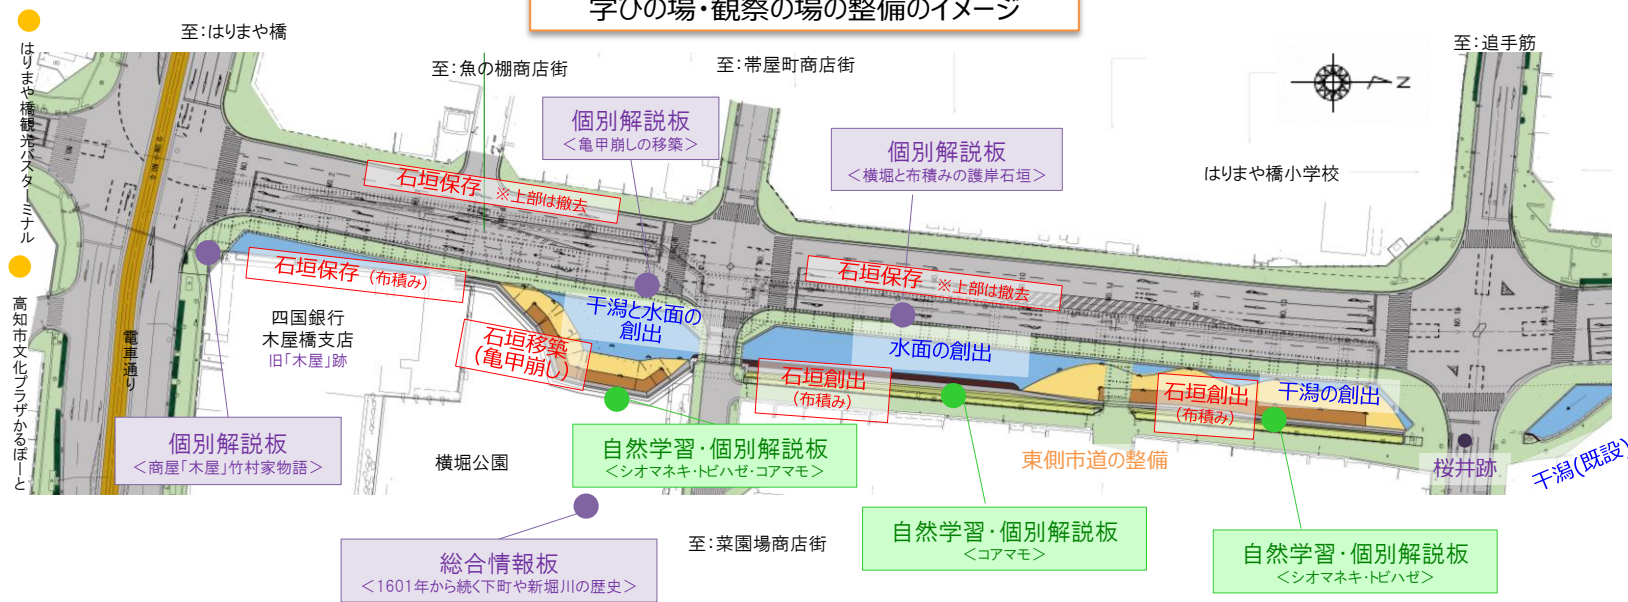 学びの場・観察の場の整備のイメージ
至:はりまや橋
至:魚の棚商店街
至:帯屋町商店街
至:追手筋
N
はりまや橋観光バスターミナル
高知市文化プラザかるぽーと
電車通り
個別解説板
<亀甲崩しの移築>
個別解説板
<横堀と布積みの護岸石垣>
はりまや橋小学校
石垣保存 ※上部は撤去
石垣保存 (布積み)
石垣保存 ※上部は撤去
四国銀行
木屋橋支店
旧「木屋」跡
石垣移築
(亀甲崩し)
干潟と水面の
創出
水面の創出
石垣創出
(布積み)
石垣創出
(布積み)
干潟の創出
個別解説板
<商屋「木屋」竹村家物語>
横堀公園
自然学習・個別解説板
<シオマネキ・トビハゼ・コアマモ>
東側市道の整備
桜井跡
干潟(既設)
総合情報板
<1601年から続く下町や新堀川の歴史>
至:菜園場商店街
自然学習・個別解説板
<コアマモ>
自然学習・個別解説板
<シオマネキ・トビハゼ>